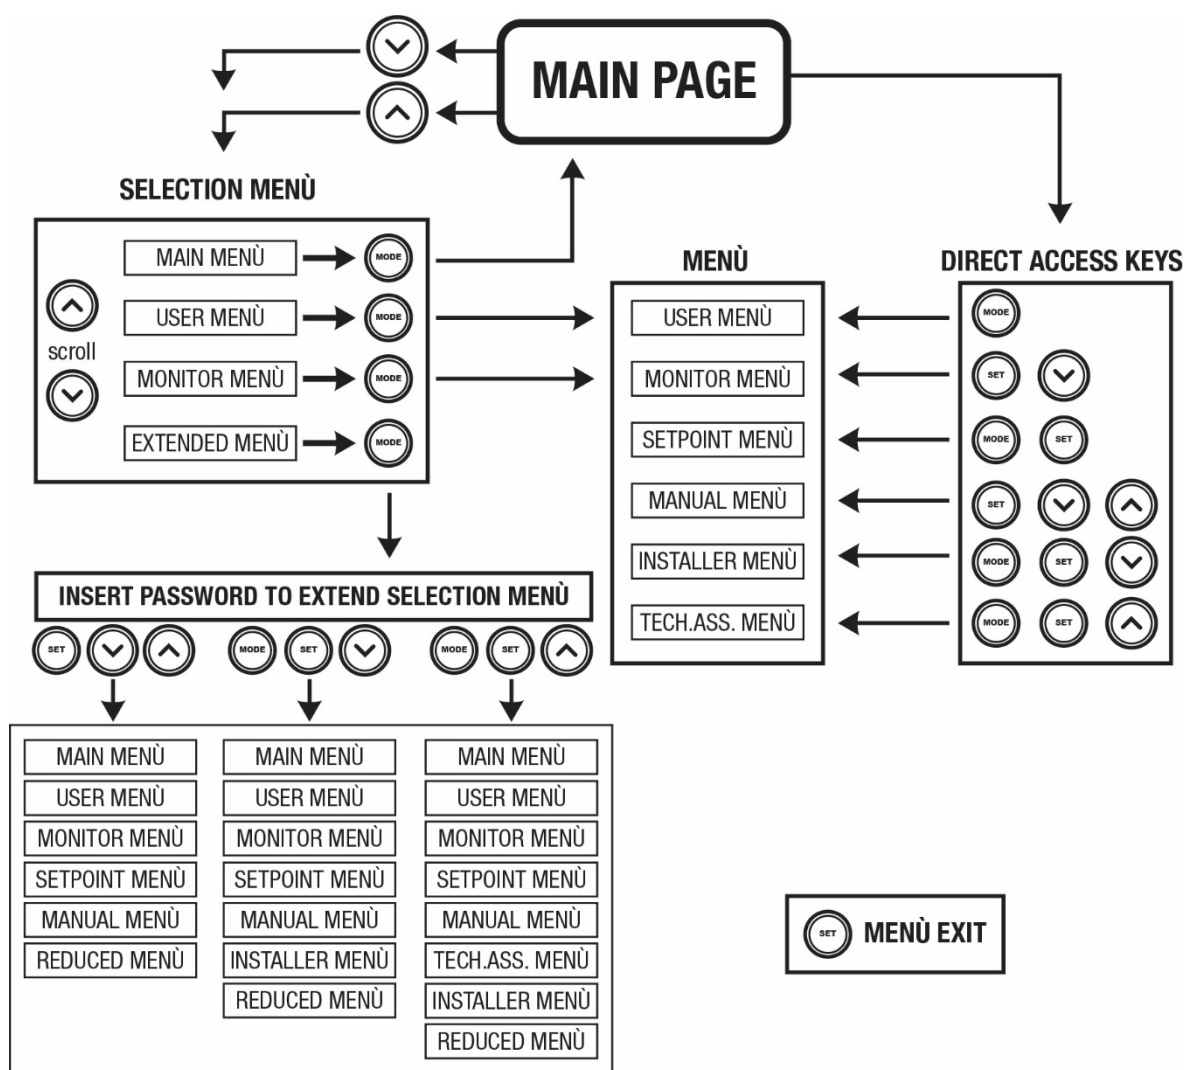 MAIN PAGE
SELECTION MENÙ
MAIN MENÙ MODE
USER MENÙ MODE
scroll
MONITOR MENÙ MODE
EXTENDED MENÙ MODE
MENÙ
USER MENÙ
MONITOR MENÙ
SETPOINT MENÙ
MANUAL MENÙ
INSTALLER MENÙ
TECH.ASS. MENÙ
DIRECT ACCESS KEYS
MODE
SET
MODE SET
SET
MODE SET
MODE SET
INSERT PASSWORD TO EXTEND SELECTION MENÙ
SET MODE SET MODE SET
MAIN MENÙ
USER MENÙ
MONITOR MENÙ
SETPOINT MENÙ
MANUAL MENÙ
REDUCED MENÙ
MAIN MENÙ
USER MENÙ
MONITOR MENÙ
SETPOINT MENÙ
MANUAL MENÙ
INSTALLER MENÙ
REDUCED MENÙ
MAIN MENÙ
USER MENÙ
MONITOR MENÙ
SETPOINT MENÙ
MANUAL MENÙ
TECH.ASS. MENÙ
INSTALLER MENÙ
REDUCED MENÙ
SET MENÙ EXIT